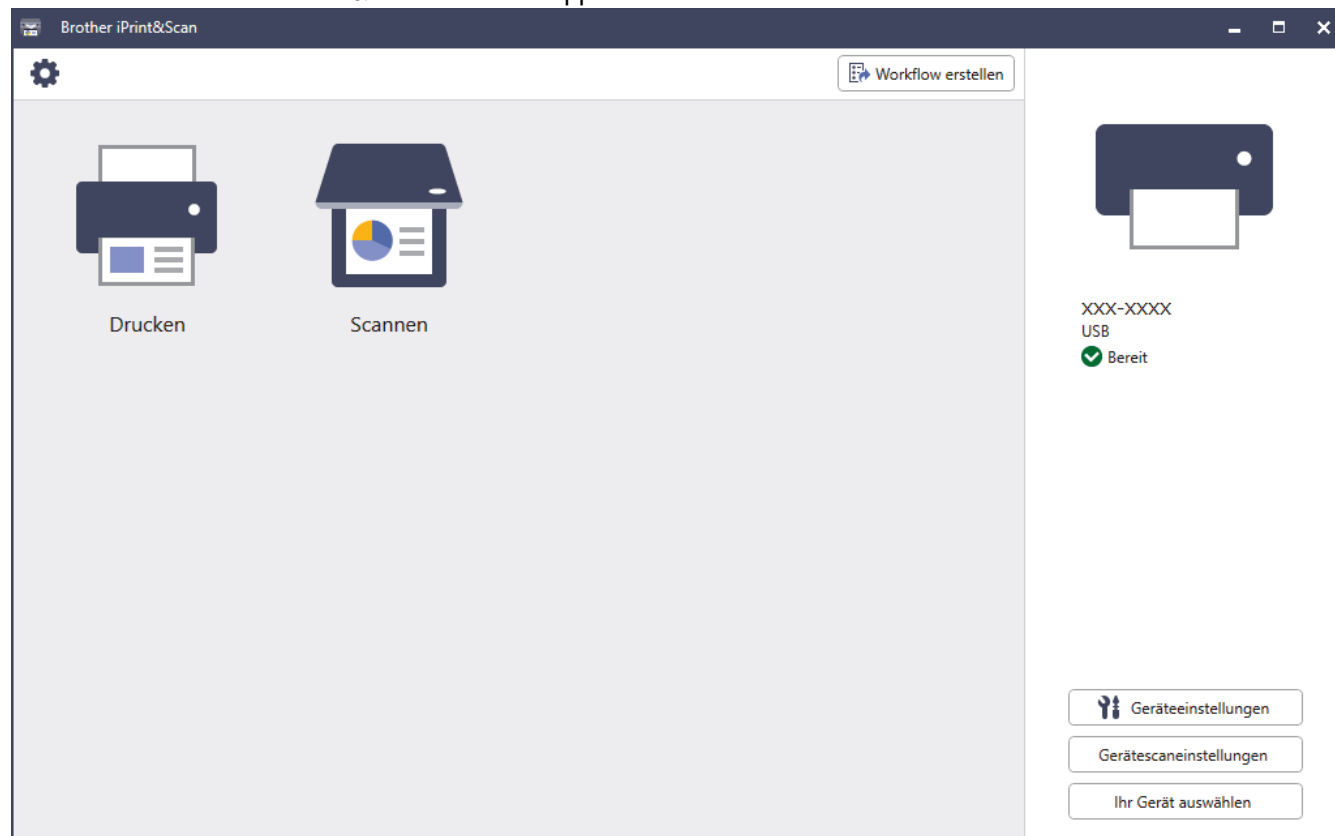 Brother iPrint&Scan
Workflow erstellen
Drucken
Scannen
XXX-XXXX
USB
Bereit
Geräteeinstellungen
Gerätescaneinstellungen
Ihr Gerät auswählen